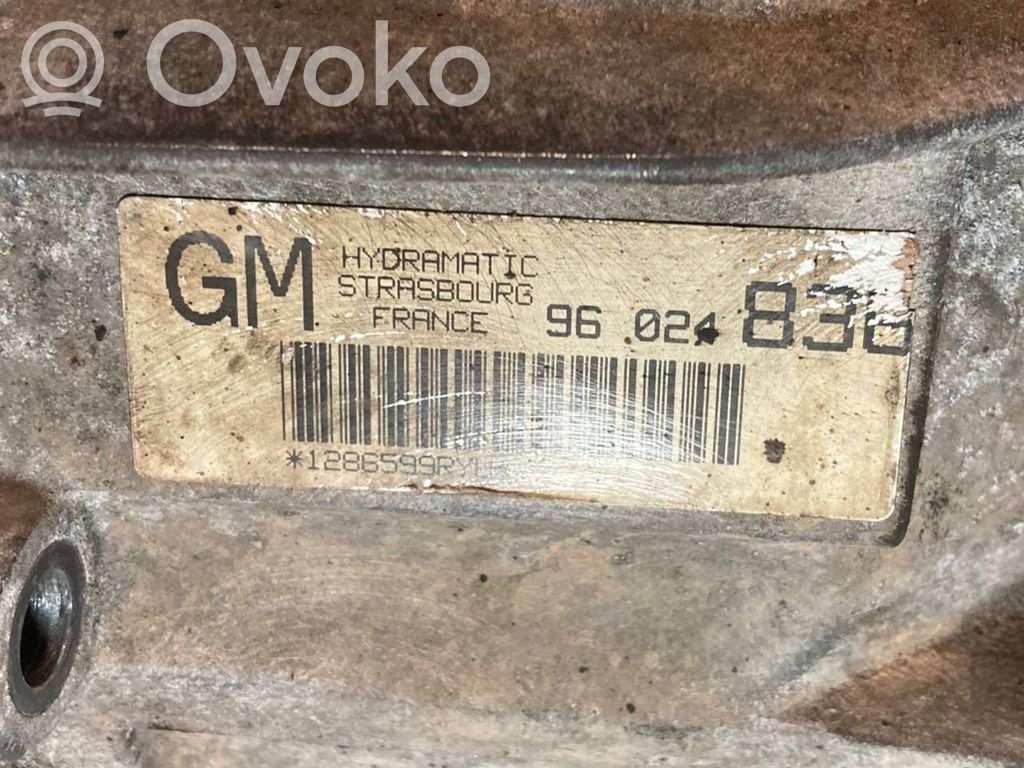 Ovoko
GM
HYDRAMATIC
STRASBOURG
FRANCE
96 024 836